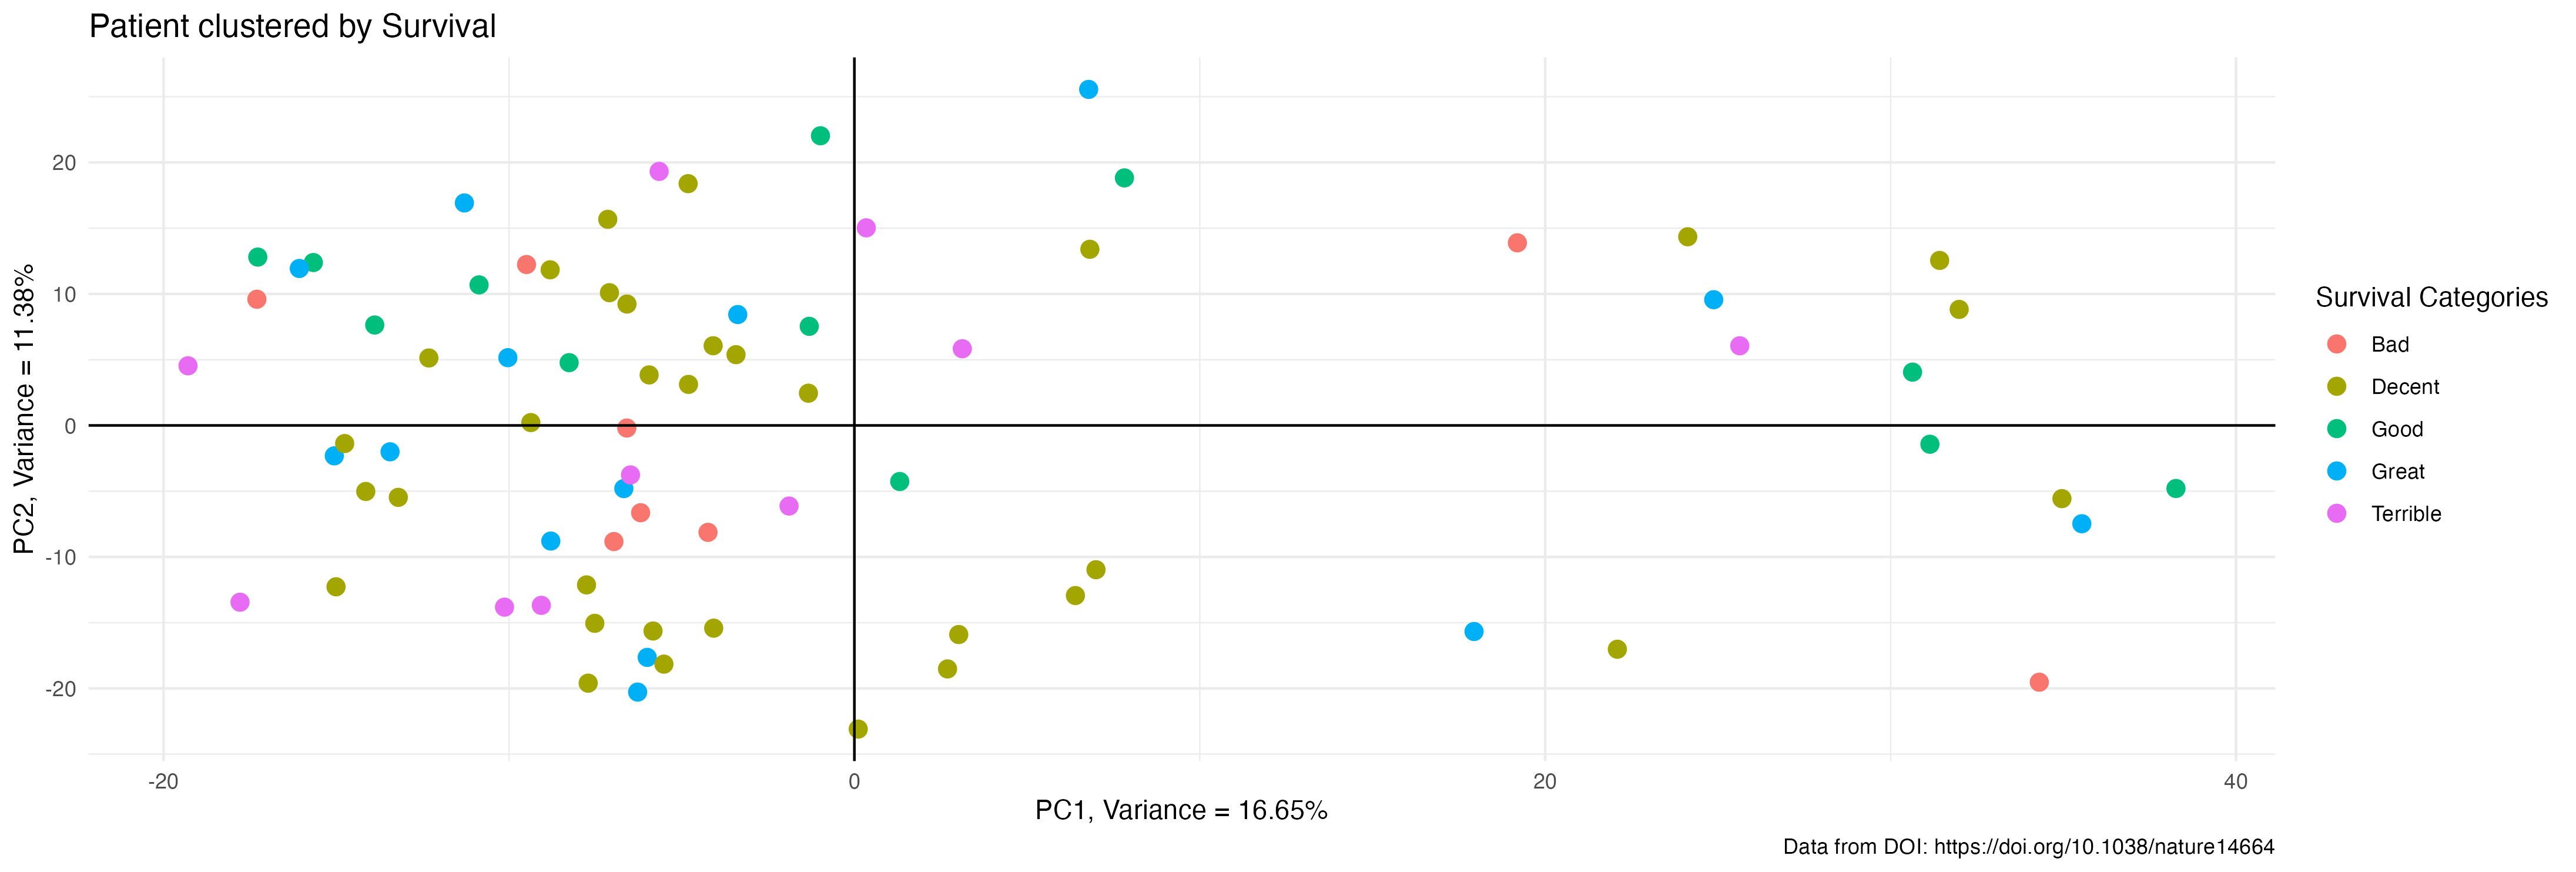 Patient clustered by Survival
PC2, Variance = 11.38%
20
10
0
-10
-20
-20
0
20
40
PC1, Variance = 16.65%
Survival Categories
Bad
Decent
Good
Great
Terrible
Data from DOI: https://doi.org/10.1038/nature14664